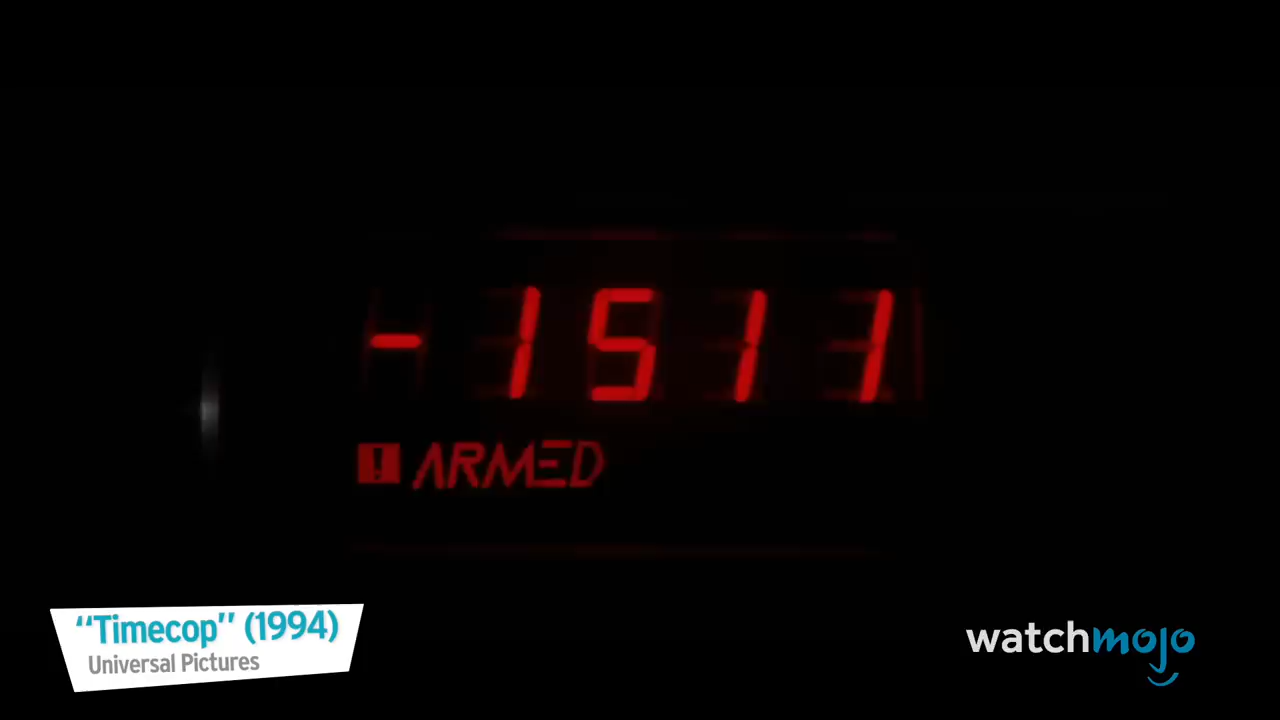 -1511
! ARMED
“Timecop” (1994)
Universal Pictures
watchmojo